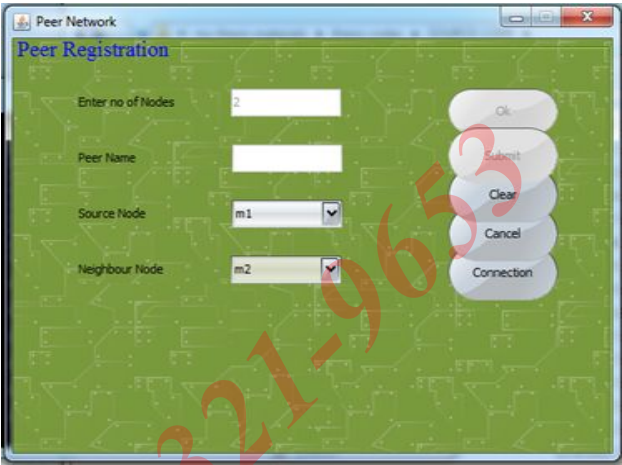 Peer Network
Peer Registration
Enter no of Nodes 2 Ok
Peer Name Submit
Clear
Source Node m1
Cancel
Neighbour Node m2 Connection
321-9653